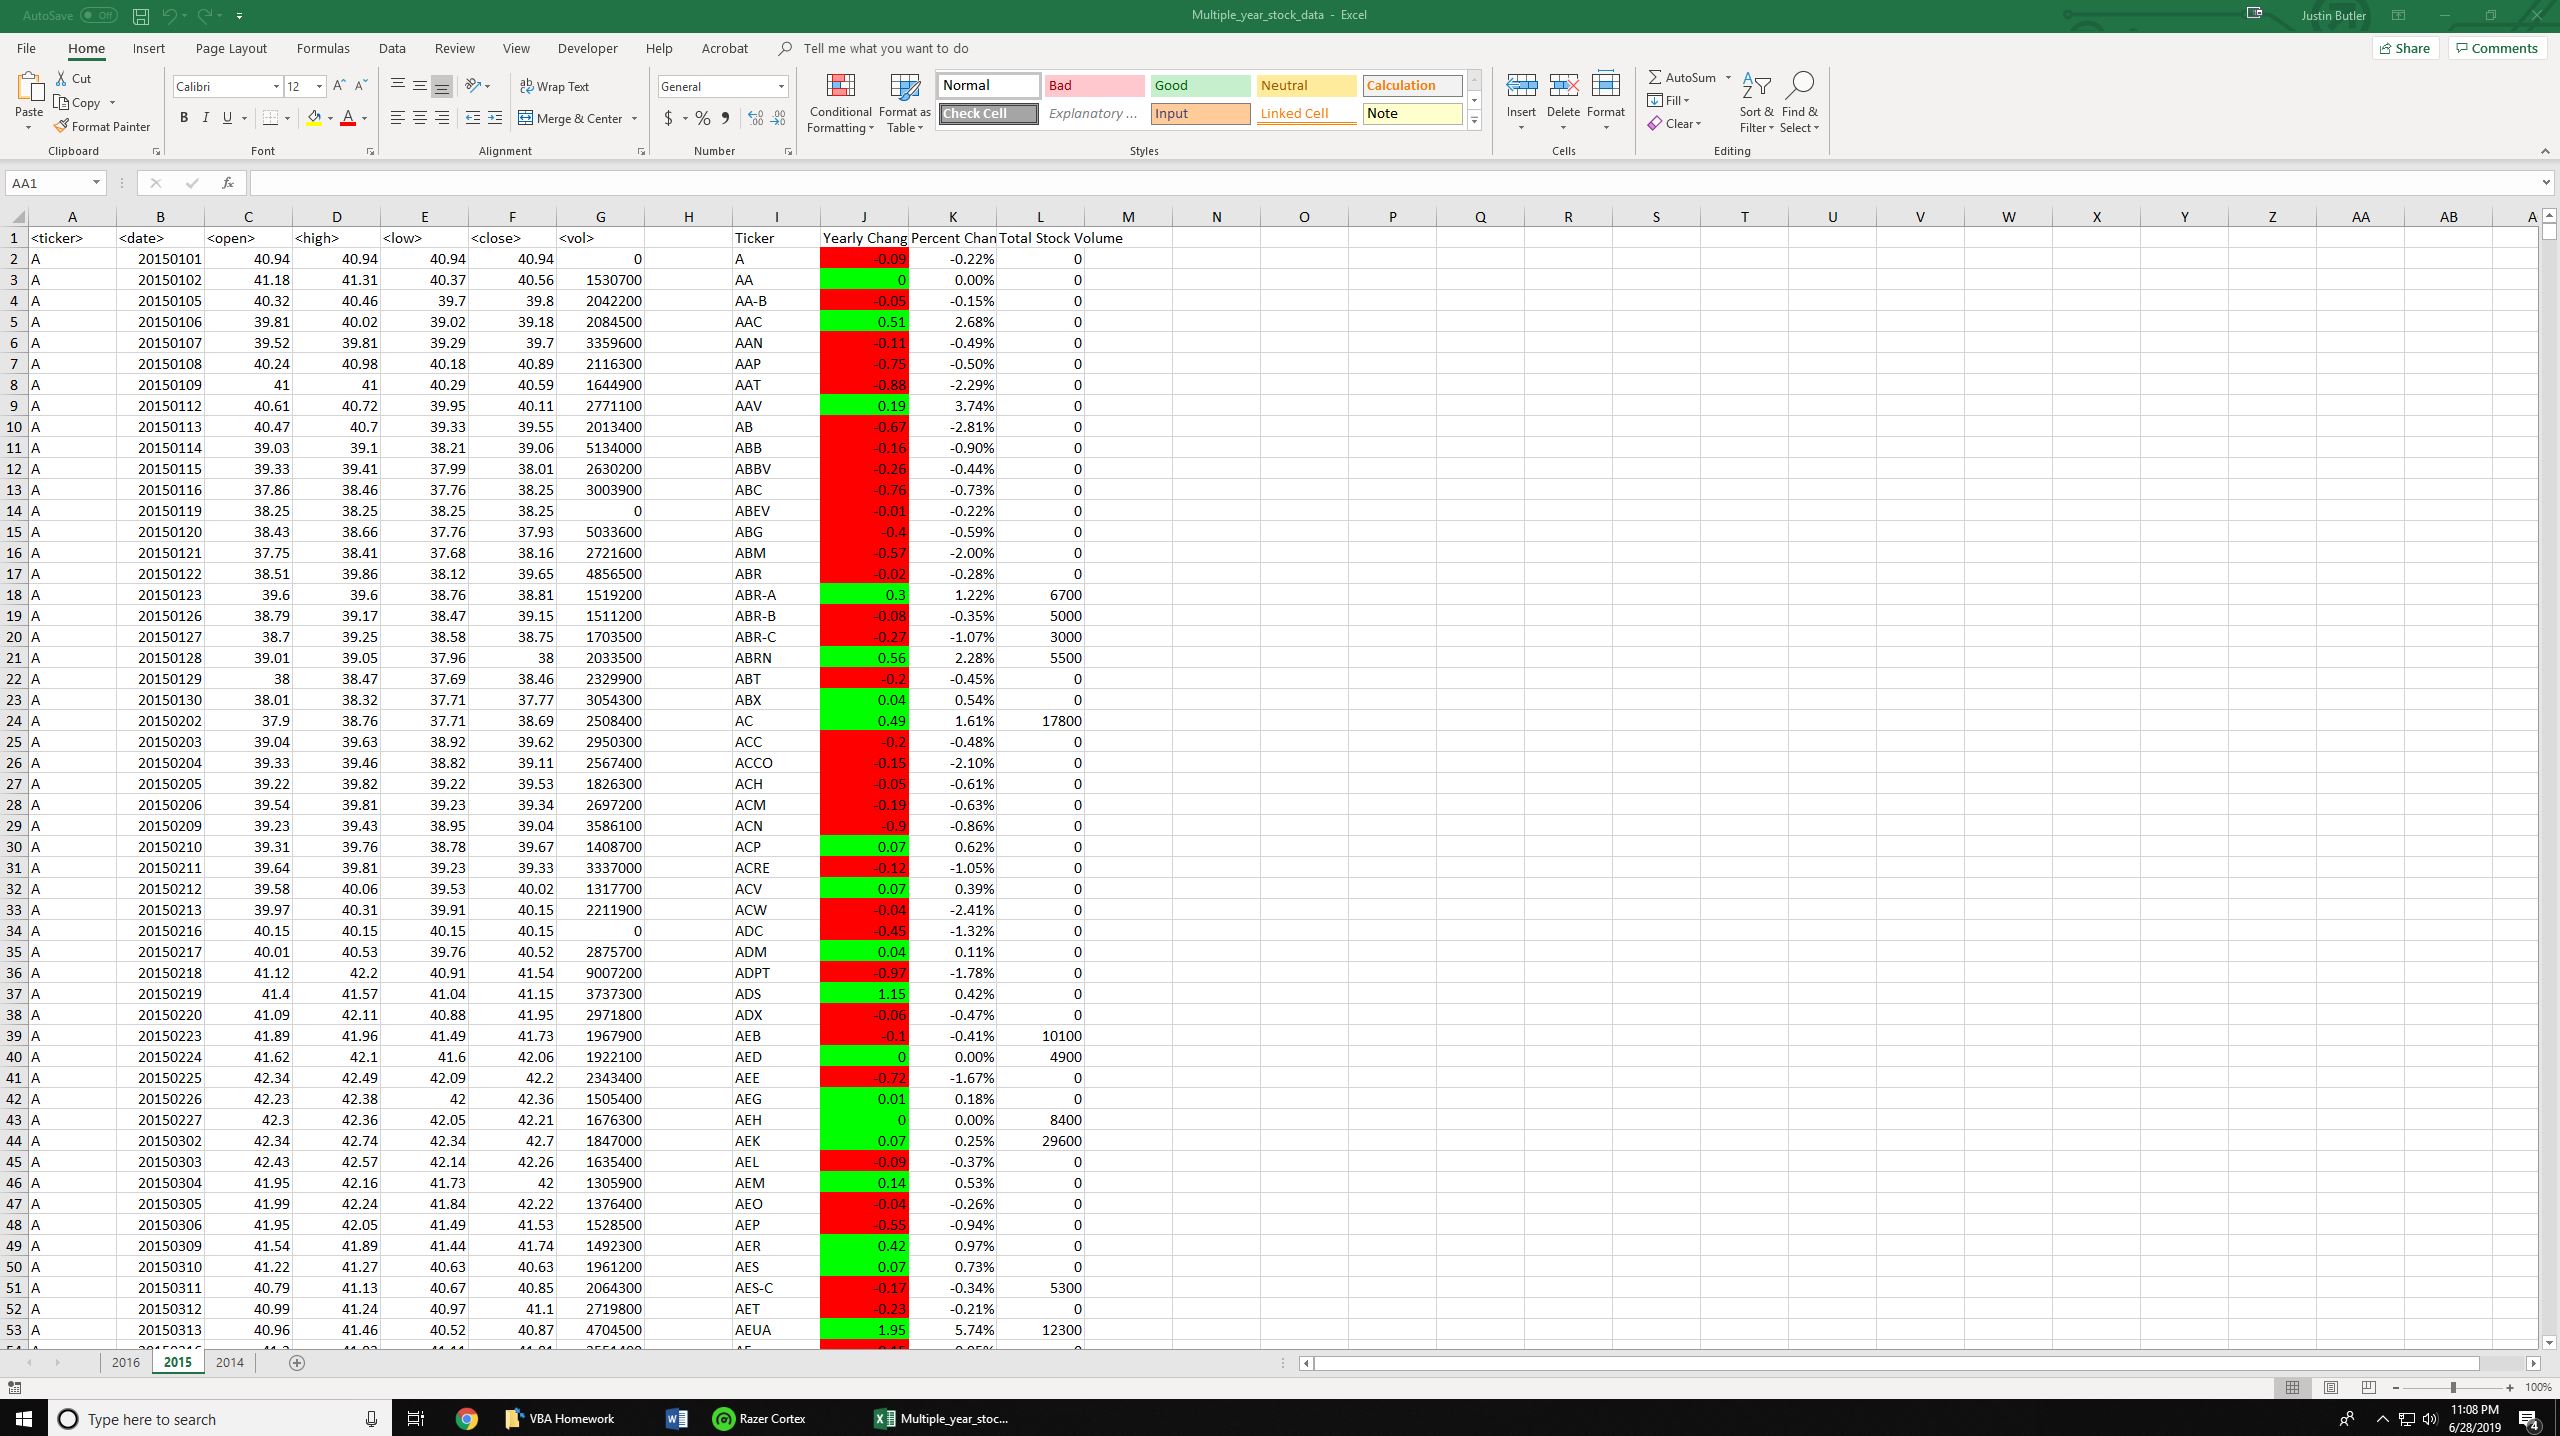 AutoSave Off
Multiple_year_stock_data - Excel
Justin Butler
File Home Insert Page Layout Formulas Data Review View Developer Help Acrobat Tell me what you want to do
Share Comments
Paste
Cut
Copy
Format Painter
Clipboard
Calibri 12
B I U
Font
Wrap Text
Merge & Center
Alignment
General
$ % ,
Number
Conditional Formatting
Format as Table
Normal Bad Good Neutral Calculation
Check Cell Explanatory ... Input Linked Cell Note
Styles
Insert Delete Format
Cells
AutoSum
Fill
Clear
Sort & Filter
Find & Select
Editing
AA1 fx
A B C D E F G H I J K L M N O P Q R S T U V W X Y Z AA AB A
1 <ticker> <date> <open> <high> <low> <close> <vol> Ticker Yearly Chang Percent Chan Total Stock Volume
2 A 20150101 40.94 40.94 40.94 40.94 0 A -0.09 -0.22% 0
3 A 20150102 41.18 41.31 40.37 40.56 1530700 AA 0 0.00% 0
4 A 20150105 40.32 40.46 39.7 39.8 2042200 AA-B -0.05 -0.15% 0
5 A 20150106 39.81 40.02 39.02 39.18 2084500 AAC 0.51 2.68% 0
6 A 20150107 39.52 39.81 39.29 39.7 3359600 AAN -0.11 -0.49% 0
7 A 20150108 40.24 40.98 40.18 40.89 2116300 AAP -0.75 -0.50% 0
8 A 20150109 41 41 40.29 40.59 1644900 AAT -0.88 -2.29% 0
9 A 20150112 40.61 40.72 39.95 40.11 2771100 AAV 0.19 3.74% 0
10 A 20150113 40.47 40.7 39.33 39.55 2013400 AB -0.67 -2.81% 0
11 A 20150114 39.03 39.1 38.21 39.06 5134000 ABB -0.16 -0.90% 0
12 A 20150115 39.33 39.41 37.99 38.01 2630200 ABBV -0.26 -0.44% 0
13 A 20150116 37.86 38.46 37.76 38.25 3003900 ABC -0.76 -0.73% 0
14 A 20150119 38.25 38.25 38.25 38.25 0 ABEV -0.01 -0.22% 0
15 A 20150120 38.43 38.66 37.76 37.93 5033600 ABG -0.4 -0.59% 0
16 A 20150121 37.75 38.41 37.68 38.16 2721600 ABM -0.57 -2.00% 0
17 A 20150122 38.51 39.86 38.12 39.65 4856500 ABR -0.02 -0.28% 0
18 A 20150123 39.6 39.6 38.76 38.81 1519200 ABR-A 0.3 1.22% 6700
19 A 20150126 38.79 39.17 38.47 39.15 1511200 ABR-B -0.08 -0.35% 5000
20 A 20150127 38.7 39.25 38.58 38.75 1703500 ABR-C -0.27 -1.07% 3000
21 A 20150128 39.01 39.05 37.96 38 2033500 ABRN 0.56 2.28% 5500
22 A 20150129 38 38.47 37.69 38.46 2329900 ABT -0.2 -0.45% 0
23 A 20150130 38.01 38.32 37.71 37.77 3054300 ABX 0.04 0.54% 0
24 A 20150202 37.9 38.76 37.71 38.69 2508400 AC 0.49 1.61% 17800
25 A 20150203 39.04 39.63 38.92 39.62 2950300 ACC -0.2 -0.48% 0
26 A 20150204 39.33 39.46 38.82 39.11 2567400 ACCO -0.15 -2.10% 0
27 A 20150205 39.22 39.82 39.22 39.53 1826300 ACH -0.05 -0.61% 0
28 A 20150206 39.54 39.81 39.23 39.34 2697200 ACM -0.19 -0.63% 0
29 A 20150209 39.23 39.43 38.95 39.04 3586100 ACN -0.9 -0.86% 0
30 A 20150210 39.31 39.76 38.78 39.67 1408700 ACP 0.07 0.62% 0
31 A 20150211 39.64 39.81 39.23 39.33 3337000 ACRE -0.12 -1.05% 0
32 A 20150212 39.58 40.06 39.53 40.02 1317700 ACV 0.07 0.39% 0
33 A 20150213 39.97 40.31 39.91 40.15 2211900 ACW -0.04 -2.41% 0
34 A 20150216 40.15 40.15 40.15 40.15 0 ADC -0.45 -1.32% 0
35 A 20150217 40.01 40.53 39.76 40.52 2875700 ADM 0.04 0.11% 0
36 A 20150218 41.12 42.2 40.91 41.54 9007200 ADPT -0.97 -1.78% 0
37 A 20150219 41.4 41.57 41.04 41.15 3737300 ADS 1.15 0.42% 0
38 A 20150220 41.09 42.11 40.88 41.95 2971800 ADX -0.06 -0.47% 0
39 A 20150223 41.89 41.96 41.49 41.73 1967900 AEB -0.1 -0.41% 10100
40 A 20150224 41.62 42.1 41.6 42.06 1922100 AED 0 0.00% 4900
41 A 20150225 42.34 42.49 42.09 42.2 2343400 AEE -0.72 -1.67% 0
42 A 20150226 42.23 42.38 42 42.36 1505400 AEG 0.01 0.18% 0
43 A 20150227 42.3 42.36 42.05 42.21 1676300 AEH 0 0.00% 8400
44 A 20150302 42.34 42.74 42.34 42.7 1847000 AEK 0.07 0.25% 29600
45 A 20150303 42.43 42.57 42.14 42.26 1635400 AEL -0.09 -0.37% 0
46 A 20150304 41.95 42.16 41.73 42 1305900 AEM 0.14 0.53% 0
47 A 20150305 41.99 42.24 41.84 42.22 1376400 AEO -0.04 -0.26% 0
48 A 20150306 41.95 42.05 41.49 41.53 1528500 AEP -0.55 -0.94% 0
49 A 20150309 41.54 41.89 41.44 41.74 1492300 AER 0.42 0.97% 0
50 A 20150310 41.22 41.27 40.63 40.63 1961200 AES 0.07 0.73% 0
51 A 20150311 40.79 41.13 40.67 40.85 2064300 AES-C -0.17 -0.34% 5300
52 A 20150312 40.99 41.24 40.97 41.1 2719800 AET -0.23 -0.21% 0
53 A 20150313 40.96 41.46 40.52 40.87 4704500 AEUA 1.95 5.74% 12300
2016 2015 2014
100%
Type here to search
VBA Homework
Razer Cortex
Multiple_year_stoc...
11:08 PM
6/28/2019
4